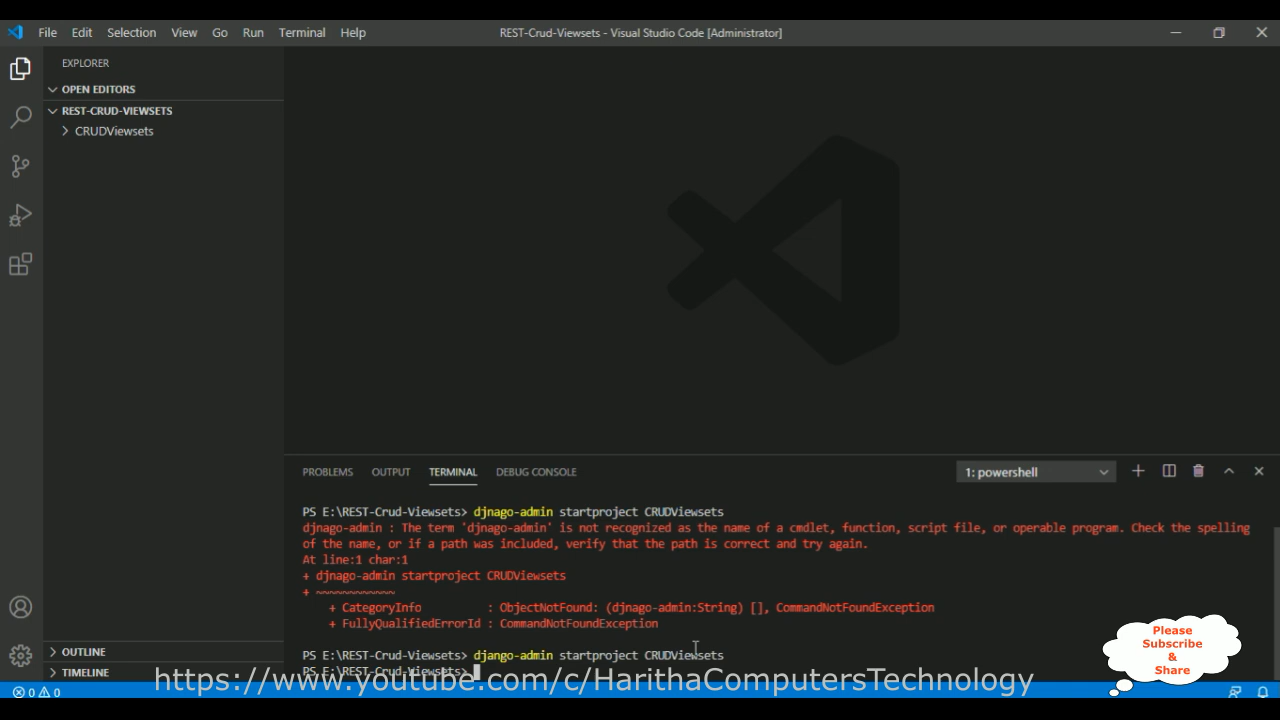 File Edit Selection View Go Run Terminal Help
REST-Crud-Viewsets - Visual Studio Code [Administrator]
EXPLORER
OPEN EDITORS
REST-CRUD-VIEWSETS
CRUDViewsets
PROBLEMS OUTPUT TERMINAL DEBUG CONSOLE
1: powershell
PS E:\REST-Crud-Viewsets> djnago-admin startproject CRUDViewsets
djnago-admin : The term 'djnago-admin' is not recognized as the name of a cmdlet, function, script file, or operable program. Check the spelling
of the name, or if a path was included, verify that the path is correct and try again.
At line:1 char:1
+ djnago-admin startproject CRUDViewsets
+ ~~~~~~~~~~~~
+ CategoryInfo : ObjectNotFound: (djnago-admin:String) [], CommandNotFoundException
+ FullyQualifiedErrorId : CommandNotFoundException
PS E:\REST-Crud-Viewsets> django-admin startproject CRUDViewsets
PS E:\REST-Crud-Viewsets>
OUTLINE
TIMELINE
0 0
https://www.youtube.com/c/HarithaComputersTechnology
Please
Subscribe
&
Share